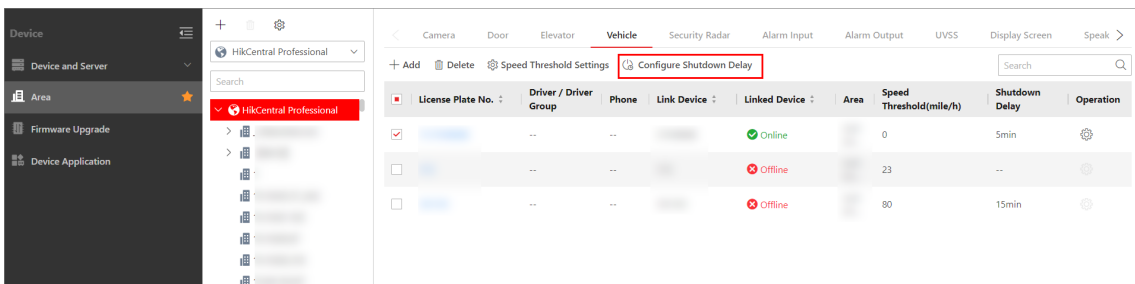 Device
Device and Server
Area
Firmware Upgrade
Device Application
HikCentral Professional
Search
HikCentral Professional
Camera Door Elevator Vehicle Security Radar Alarm Input Alarm Output UVSS Display Screen Speak
Add Delete Speed Threshold Settings Configure Shutdown Delay Search
License Plate No. Driver / Driver Group Phone Link Device Linked Device Area Speed Threshold(mile/h) Shutdown Delay Operation
-- -- Online 0 5min
-- -- Offline 23 --
-- -- Offline 80 15min